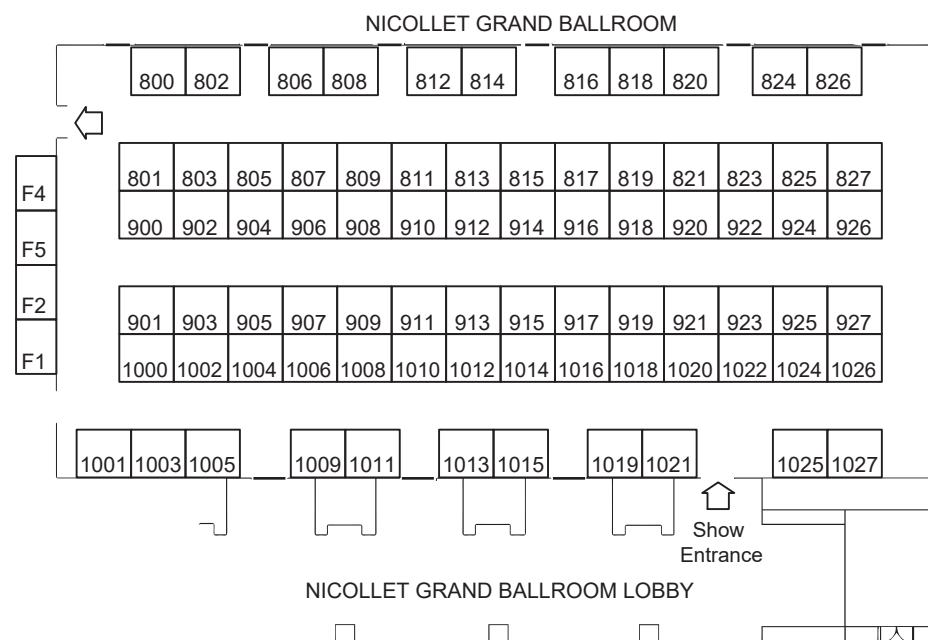 NICOLLET GRAND BALLROOM
800 802 806 808 812 814 816 818 820 824 826
801 803 805 807 809 811 813 815 817 819 821 823 825 827
F4
900 902 904 906 908 910 912 914 916 918 920 922 924 926
F5
F2
901 903 905 907 909 911 913 915 917 919 921 923 925 927
F1
1000 1002 1004 1006 1008 1010 1012 1014 1016 1018 1020 1022 1024 1026
1001 1003 1005 1009 1011 1013 1015 1019 1021 1025 1027
Show
Entrance
NICOLLET GRAND BALLROOM LOBBY